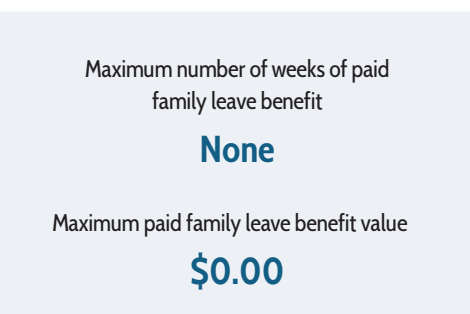 Maximum number of weeks of paid
family leave benefit
None
Maximum paid family leave benefit value
$0.00